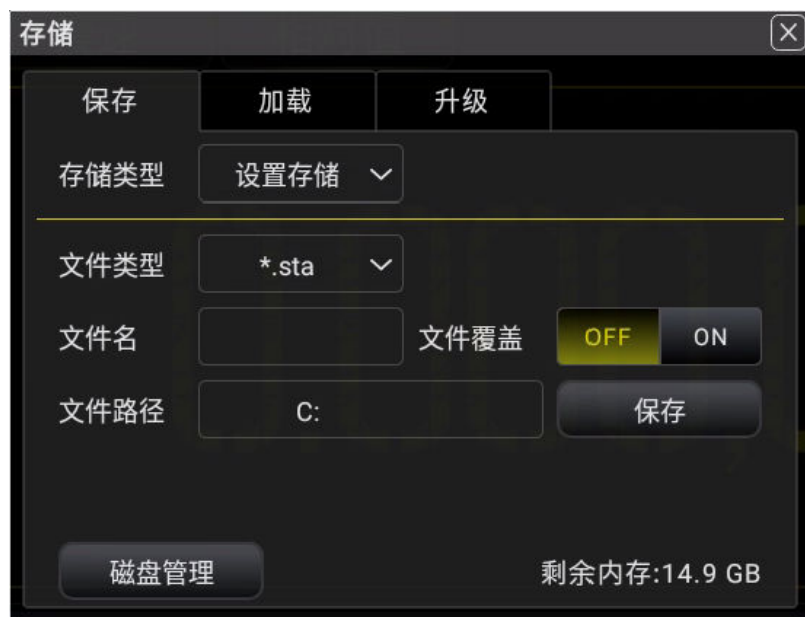 存储
保存 加载 升级
存储类型 设置存储
文件类型 *.sta
文件名 文件覆盖 OFF ON
文件路径 C: 保存
磁盘管理 剩余内存:14.9 GB